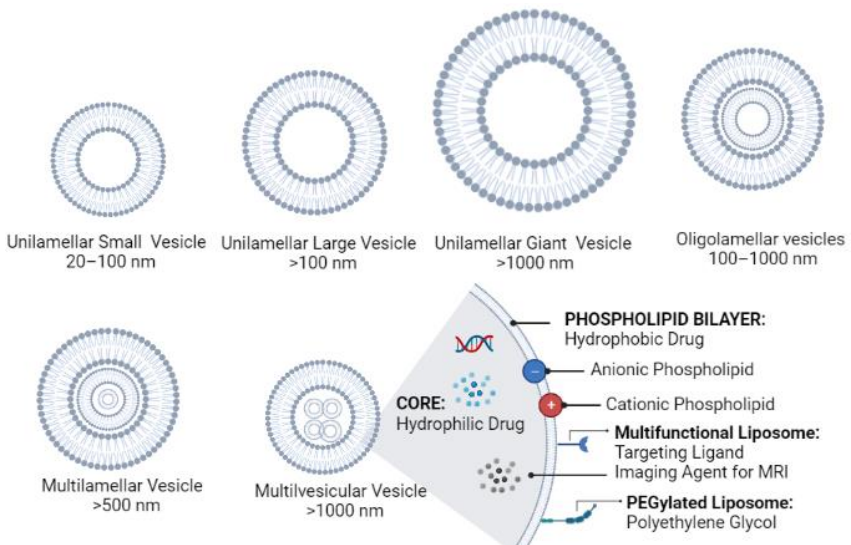 Unilamellar Small Vesicle
20–100 nm
Unilamellar Large Vesicle
>100 nm
Unilamellar Giant Vesicle
>1000 nm
Oligolamellar vesicles
100–1000 nm
Multilamellar Vesicle
>500 nm
Multilvesicular Vesicle
>1000 nm
CORE:
Hydrophilic Drug
PHOSPHOLIPID BILAYER:
Hydrophobic Drug
−
Anionic Phospholipid
+
Cationic Phospholipid
Multifunctional Liposome:
Targeting Ligand
Imaging Agent for MRI
PEGylated Liposome:
Polyethylene Glycol